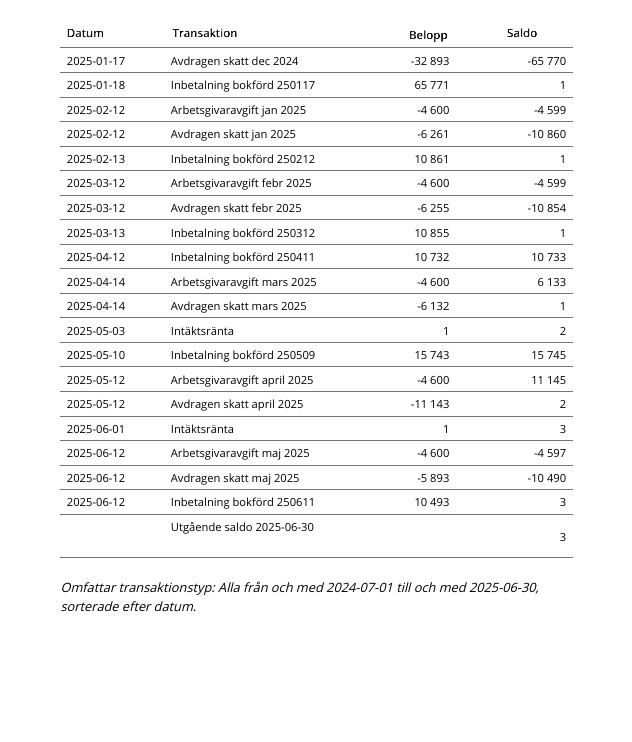 Datum Transaktion Belopp Saldo
2025-01-17 Avdragen skatt dec 2024 -32 893 -65 770
2025-01-18 Inbetalning bokförd 250117 65 771 1
2025-02-12 Arbetsgivaravgift jan 2025 -4 600 -4 599
2025-02-12 Avdragen skatt jan 2025 -6 261 -10 860
2025-02-13 Inbetalning bokförd 250212 10 861 1
2025-03-12 Arbetsgivaravgift febr 2025 -4 600 -4 599
2025-03-12 Avdragen skatt febr 2025 -6 255 -10 854
2025-03-13 Inbetalning bokförd 250312 10 855 1
2025-04-12 Inbetalning bokförd 250411 10 732 10 733
2025-04-14 Arbetsgivaravgift mars 2025 -4 600 6 133
2025-04-14 Avdragen skatt mars 2025 -6 132 1
2025-05-03 Intäktsränta 1 2
2025-05-10 Inbetalning bokförd 250509 15 743 15 745
2025-05-12 Arbetsgivaravgift april 2025 -4 600 11 145
2025-05-12 Avdragen skatt april 2025 -11 143 2
2025-06-01 Intäktsränta 1 3
2025-06-12 Arbetsgivaravgift maj 2025 -4 600 -4 597
2025-06-12 Avdragen skatt maj 2025 -5 893 -10 490
2025-06-12 Inbetalning bokförd 250611 10 493 3
Utgående saldo 2025-06-30
3
Omfattar transaktionstyp: Alla från och med 2024-07-01 till och med 2025-06-30,
sorterade efter datum.